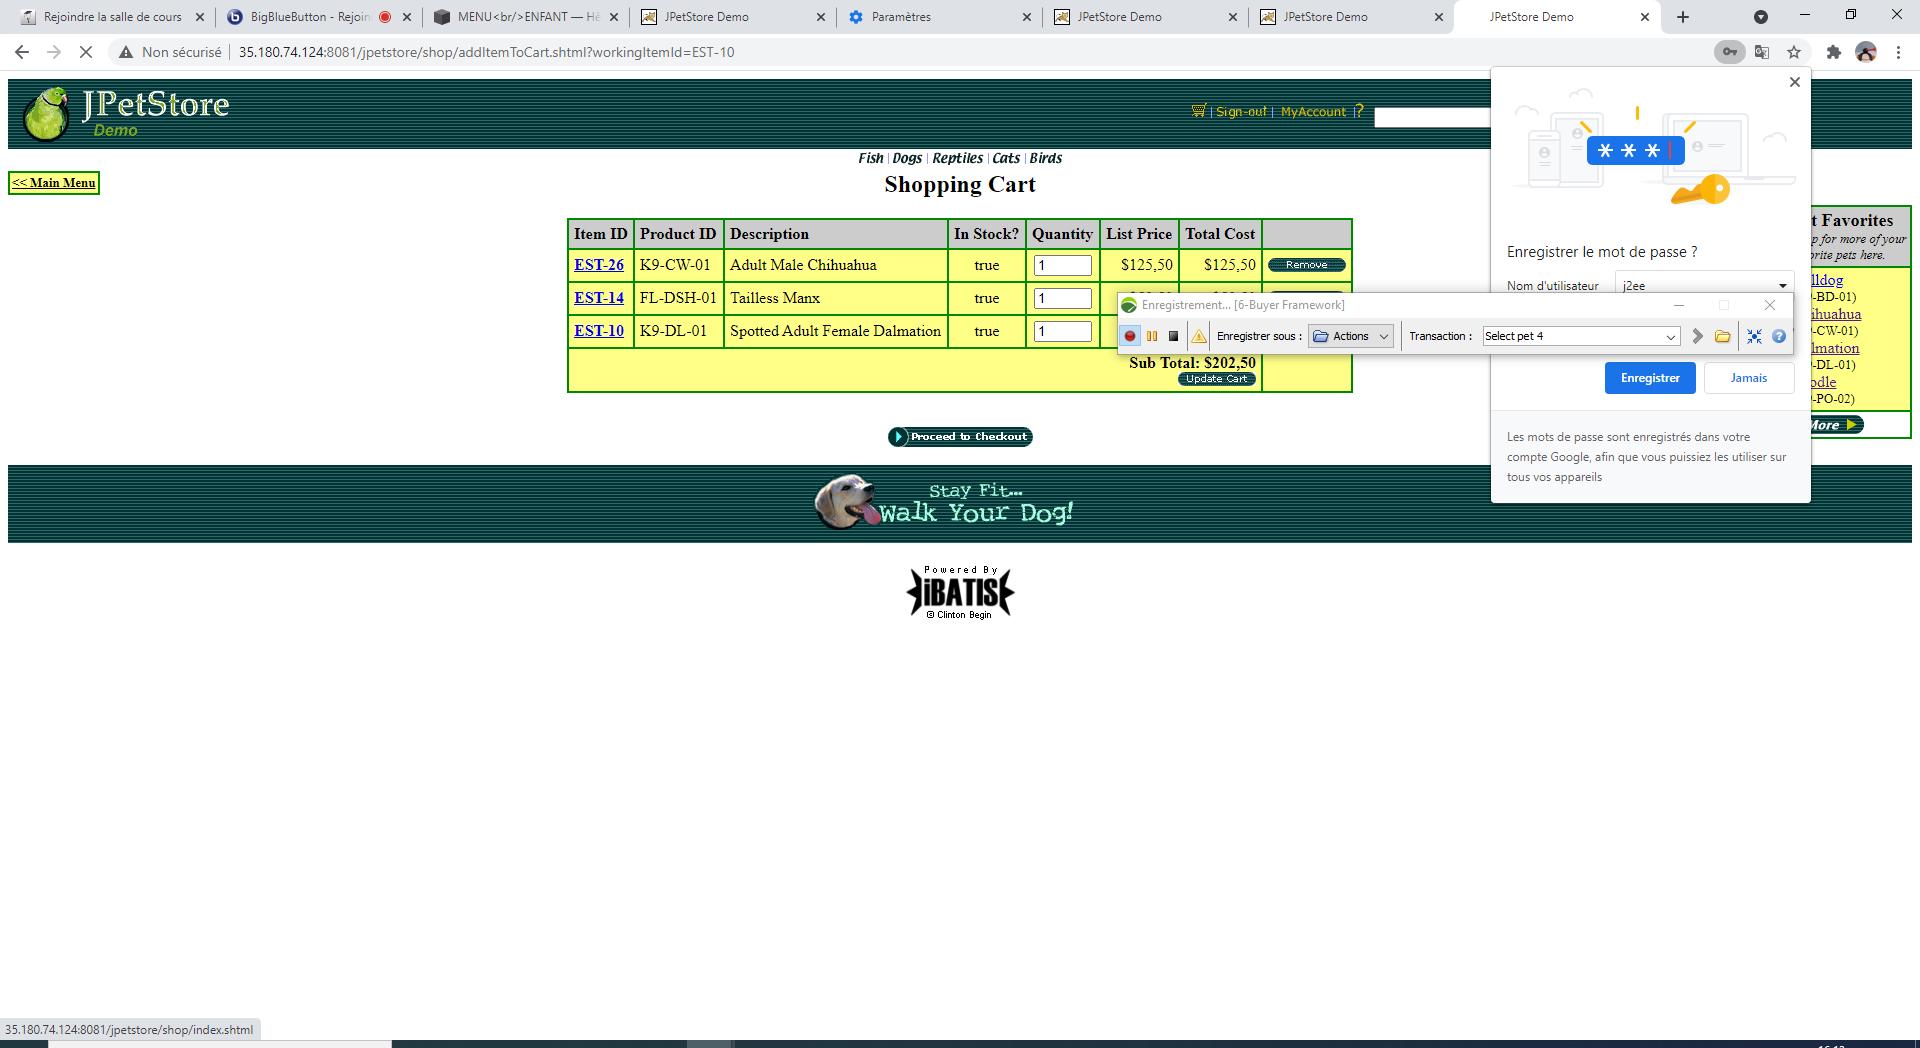 Rejoindre la salle de cours
BigBlueButton - Rejoin
MENU<br/>ENFANT — Hé
JPetStore Demo
Paramètres
JPetStore Demo
JPetStore Demo
JPetStore Demo
Non sécurisé
35.180.74.124:8081/jpetstore/shop/addItemToCart.shtml?workingItemId=EST-10
JPetStore
Demo
| Sign-out | MyAccount | ?
Fish | Dogs | Reptiles | Cats | Birds
<< Main Menu
Shopping Cart
Item ID Product ID Description In Stock? Quantity List Price Total Cost
EST-26 K9-CW-01 Adult Male Chihuahua true 1 $125,50 $125,50 Remove
EST-14 FL-DSH-01 Tailless Manx true 1
EST-10 K9-DL-01 Spotted Adult Female Dalmation true 1
Sub Total: $202,50
Update Cart
Proceed to Checkout
Enregistrement... [6-Buyer Framework]
Enregistrer sous : Actions Transaction : Select pet 4
***
Enregistrer le mot de passe ?
Nom d'utilisateur j2ee
Enregistrer Jamais
Les mots de passe sont enregistrés dans votre
compte Google, afin que vous puissiez les utiliser sur
tous vos appareils
t Favorites
p for more of your
rite pets here.
lldog
-BD-01)
ihuahua
-CW-01)
lmation
-DL-01)
odle
-PO-02)
More
Stay Fit...
Walk Your Dog!
Powered By
iBATIS
© Clinton Begin
35.180.74.124:8081/jpetstore/shop/index.shtml